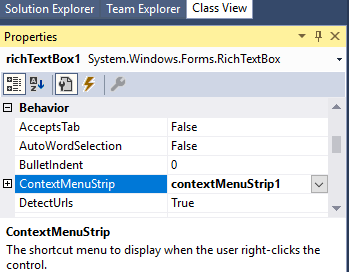 Solution Explorer Team Explorer Class View
Properties
richTextBox1 System.Windows.Forms.RichTextBox
Behavior
AcceptsTab False
AutoWordSelection False
BulletIndent 0
ContextMenuStrip contextMenuStrip1
DetectUrls True
ContextMenuStrip
The shortcut menu to display when the user right-clicks the
control.